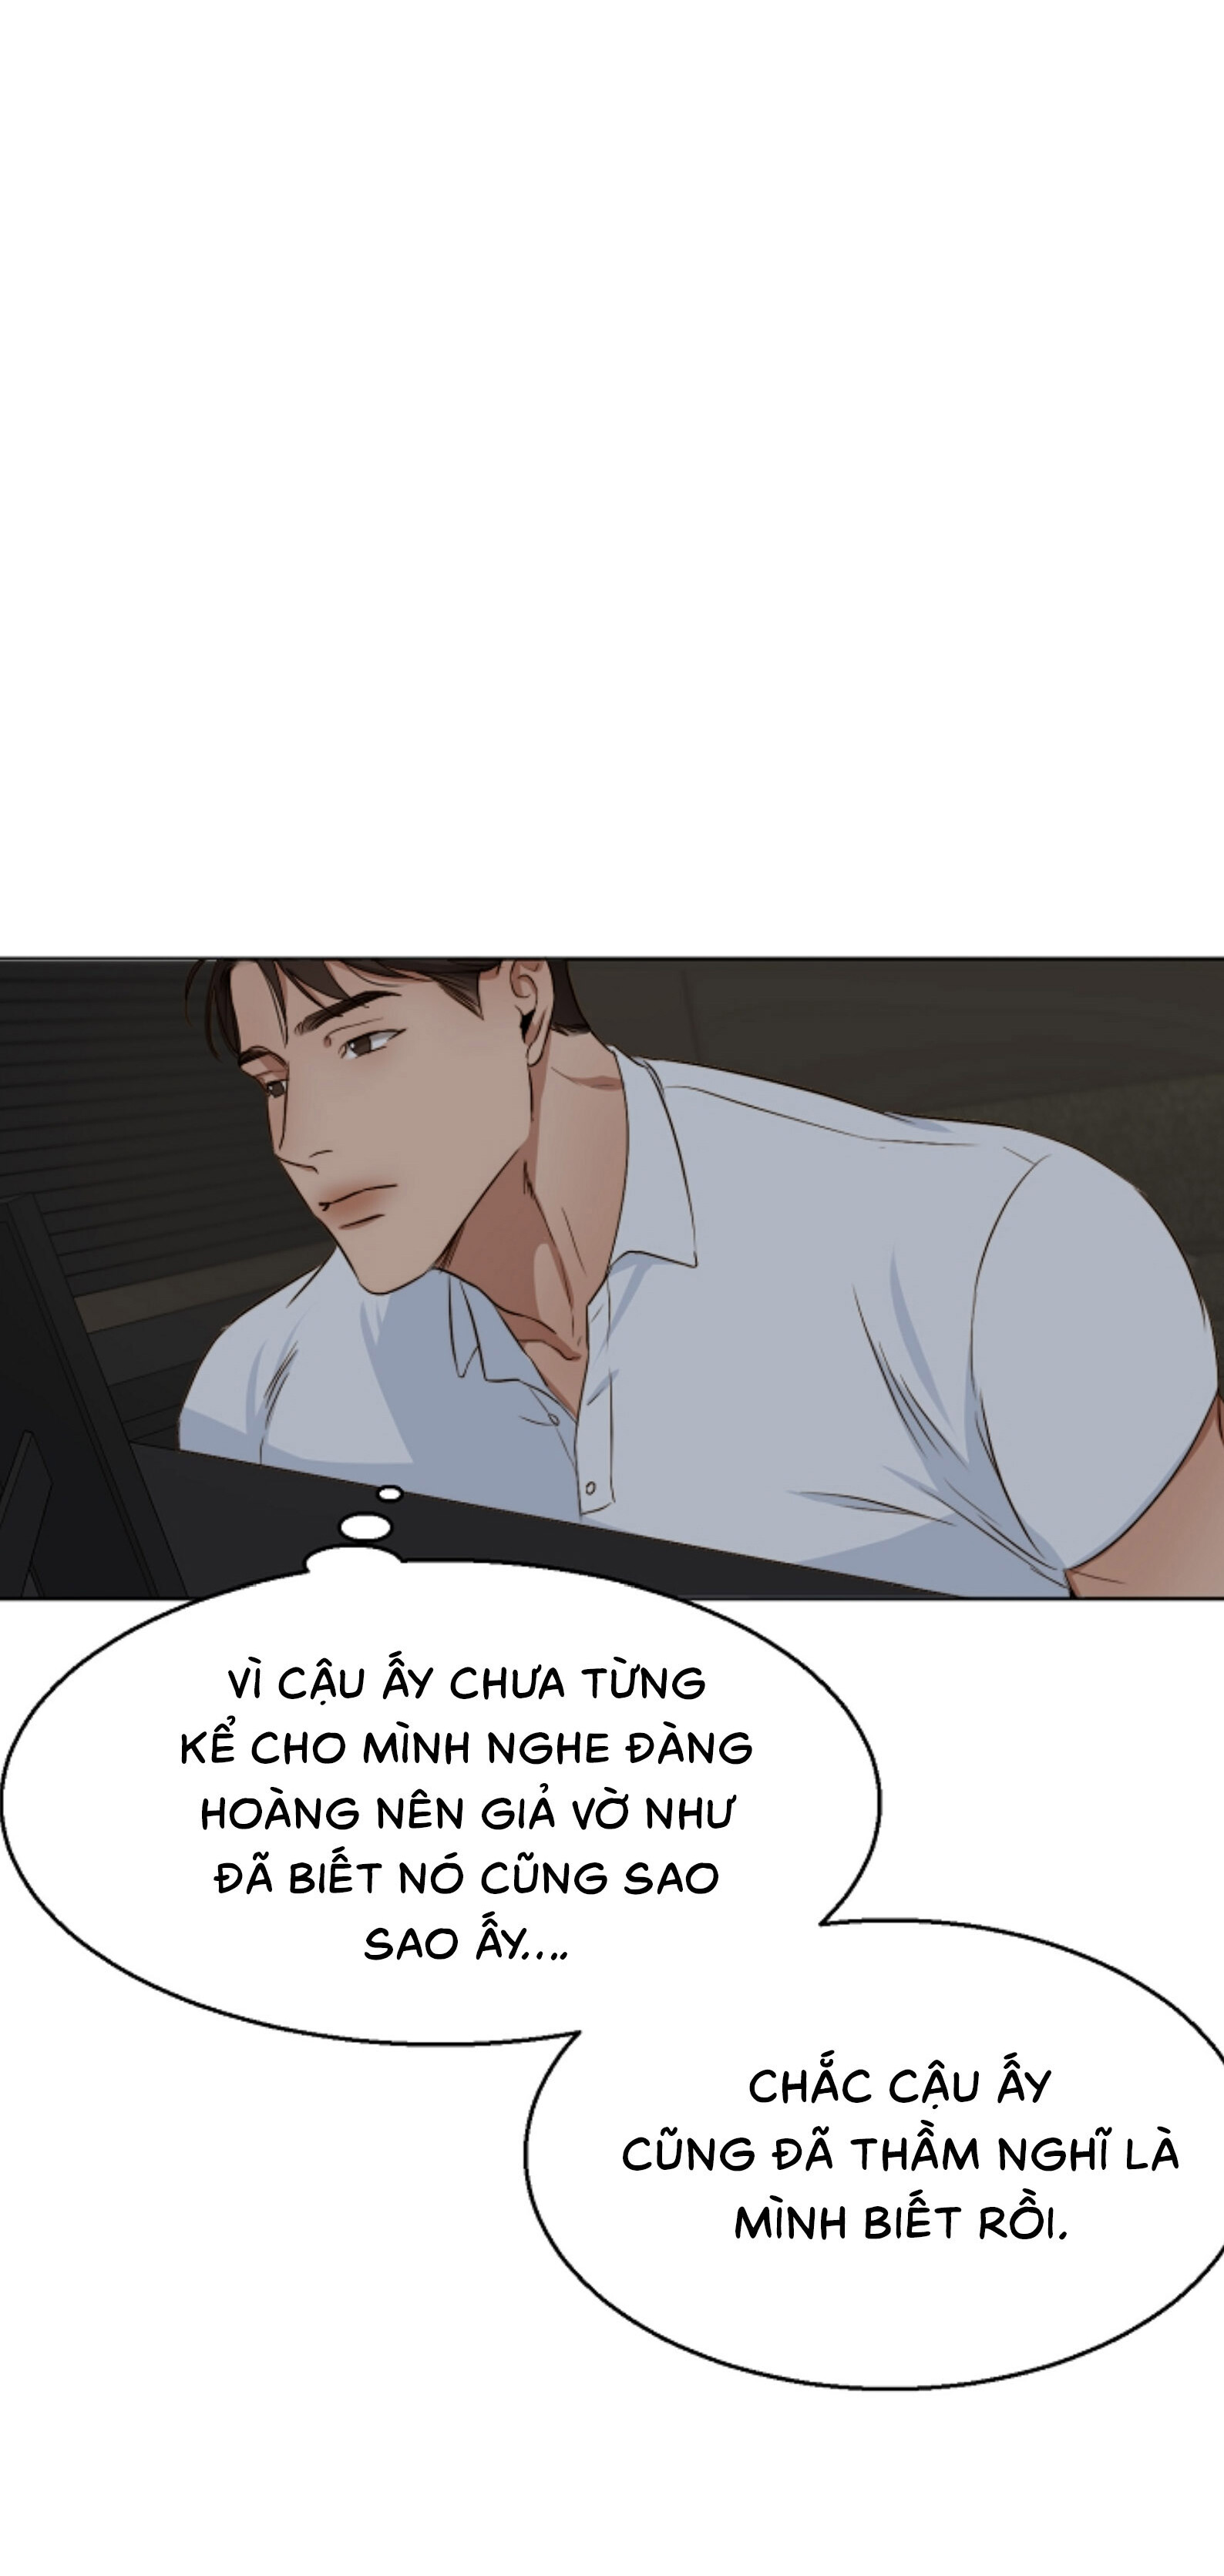 VÌ CẬU ẤY CHƯA TỪNG
KỂ CHO MÌNH NGHE ĐÀNG
HOÀNG NÊN GIẢ VỜ NHƯ
ĐÃ BIẾT NÓ CŨNG SAO
SAO ẤY....
CHẮC CẬU ẤY
CŨNG ĐÃ THẦM NGHĨ LÀ
MÌNH BIẾT RỒI.